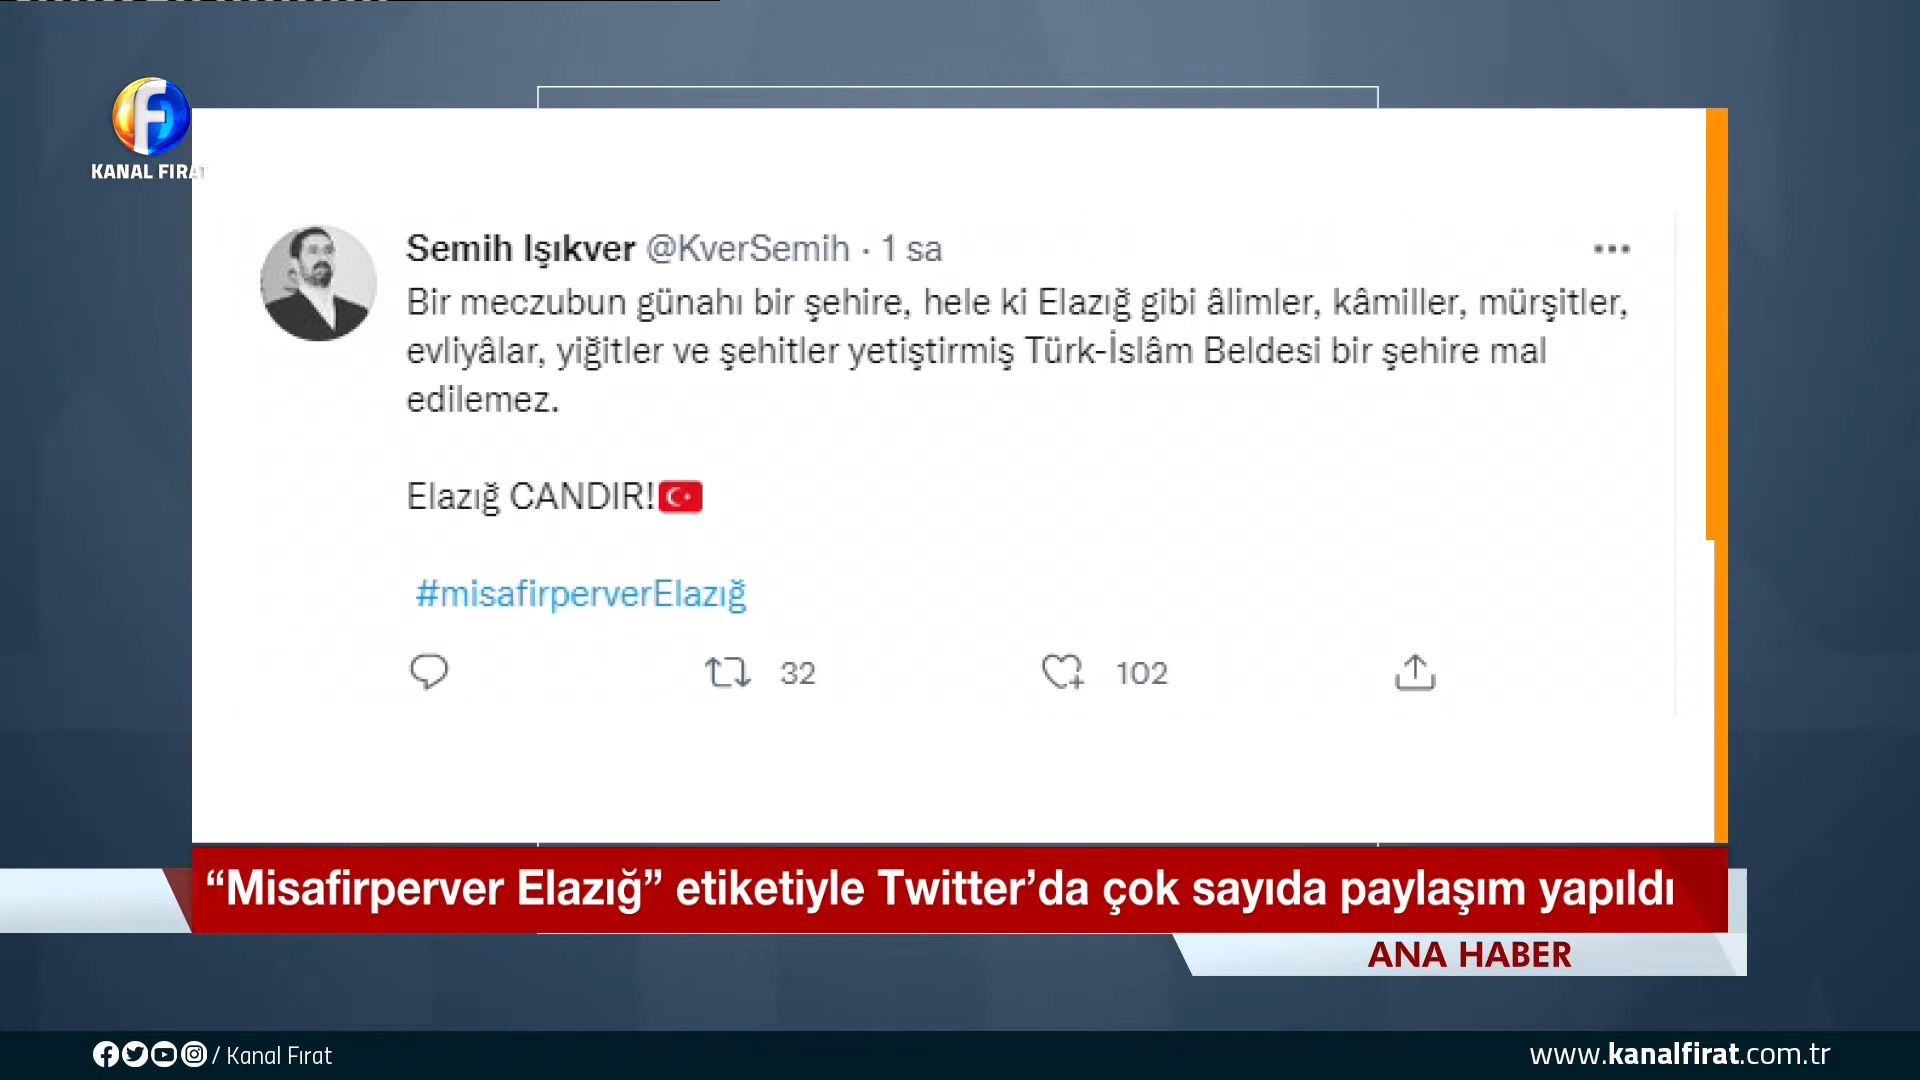 KANAL FIRAT
Semih Işıkver @KverSemih · 1 sa
Bir meczubun günahı bir şehire, hele ki Elazığ gibi âlimler, kâmiller, mürşitler,
evliyâlar, yiğitler ve şehitler yetiştirmiş Türk-İslâm Beldesi bir şehire mal
edilemez.
Elazığ CANDIR!
#misafirperverElazığ
32 102
“Misafirperver Elazığ” etiketiyle Twitter’da çok sayıda paylaşım yapıldı
ANA HABER
/ Kanal Fırat
www.kanalfirat.com.tr